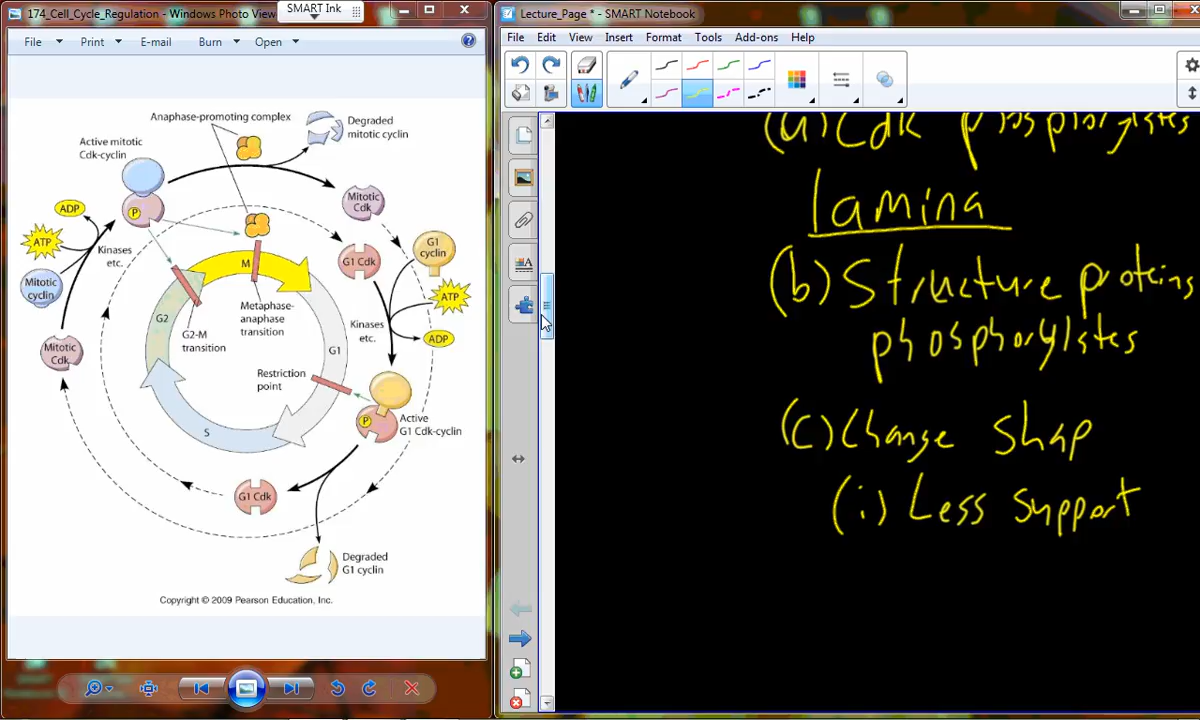 174_Cell_Cycle_Regulation - Windows Photo View
SMART Ink
File Print E-mail Burn Open
Anaphase-promoting complex
Degraded
mitotic cyclin
Active mitotic
Cdk-cyclin
P
ADP
ATP
Kinases
etc.
Mitotic
cyclin
Mitotic
Cdk
Mitotic
Cdk
G1 Cdk
G1
cyclin
ATP
Kinases
etc.
ADP
M
Metaphase-
anaphase
transition
G2
G2-M
transition
G1
Restriction
point
S
P
Active
G1 Cdk-cyclin
G1 Cdk
Degraded
G1 cyclin
Copyright © 2009 Pearson Education, Inc.
Lecture_Page * - SMART Notebook
File Edit View Insert Format Tools Add-ons Help
(a) Cdk phosphorylates
lamina
(b) Structure proteins
phosphorylates
(c) Change shap
(i) Less support